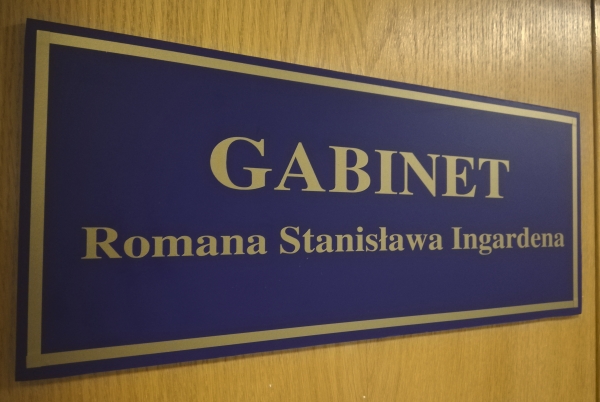 GABINET
Romana Stanisława Ingardena